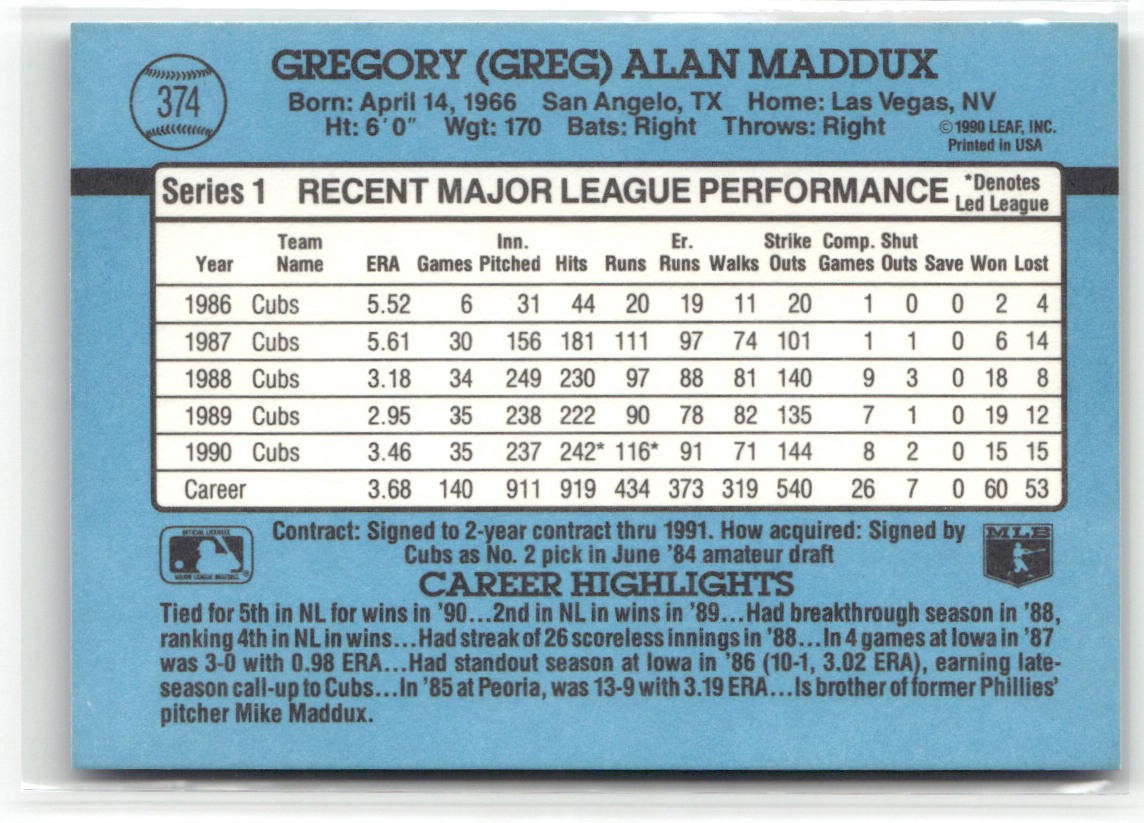 374
GREGORY (GREG) ALAN MADDUX
Born: April 14, 1966 San Angelo, TX Home: Las Vegas, NV
Ht: 6' 0" Wgt: 170 Bats: Right Throws: Right
©1990 LEAF, INC.
Printed in USA
Series 1 RECENT MAJOR LEAGUE PERFORMANCE *Denotes Led League
Year Team Name ERA Games Inn. Pitched Hits Runs Er. Runs Walks Strike Outs Comp. Games Shut Outs Save Won Lost
1986 Cubs 5.52 6 31 44 20 19 11 20 1 0 0 2 4
1987 Cubs 5.61 30 156 181 111 97 74 101 1 1 0 6 14
1988 Cubs 3.18 34 249 230 97 88 81 140 9 3 0 18 8
1989 Cubs 2.95 35 238 222 90 78 82 135 7 1 0 19 12
1990 Cubs 3.46 35 237 242* 116* 91 71 144 8 2 0 15 15
Career 3.68 140 911 919 434 373 319 540 26 7 0 60 53
Contract: Signed to 2-year contract thru 1991. How acquired: Signed by
Cubs as No. 2 pick in June '84 amateur draft
OFFICIAL LICENSEE
MAJOR LEAGUE BASEBALL
MLB
CAREER HIGHLIGHTS
Tied for 5th in NL for wins in '90...2nd in NL in wins in '89...Had breakthrough season in '88,
ranking 4th in NL in wins...Had streak of 26 scoreless innings in '88...In 4 games at Iowa in '87
was 3-0 with 0.98 ERA...Had standout season at Iowa in '86 (10-1, 3.02 ERA), earning late-
season call-up to Cubs...In '85 at Peoria, was 13-9 with 3.19 ERA...Is brother of former Phillies'
pitcher Mike Maddux.